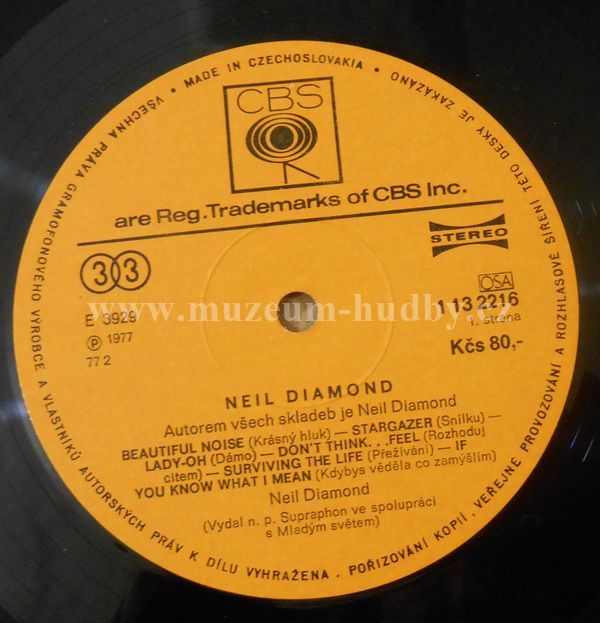 • MADE IN CZECHOSLOVAKIA •
VŠECHNA PRÁVA GRAMOFONOVÉHO VÝROBCE A VLASTNÍKŮ AUTORSKÝCH PRÁV K DÍLU VYHRAŽENA. POŘIZOVÁNÍ KOPIÍ, VEŘEJNÉ PROVOZOVÁNÍ A ROZHLASOVÉ ŠÍŘENÍ TÉTO DESKY JE ZAKÁZÁNO
CBS
are Reg.Trademarks of CBS Inc.
STEREO
33
OSA
E 3929
1 13 2216
℗ 1977
1. strana
77 2
Kčs 80,-
www.muzeum-hudby.cz
NEIL DIAMOND
Autorem všech skladeb je Neil Diamond
BEAUTIFUL NOISE (Krásný hluk) — STARGAZER (Snílku) —
LADY-OH (Dámo) — DON'T THINK. . .FEEL (Rozhoduj
citem) — SURVIVING THE LIFE (Přežívání) — IF
YOU KNOW WHAT I MEAN (Kdybys věděla co zamýšlím)
Neil Diamond
(Vydal n. p. Supraphon ve spolupráci
s Mladým světem)